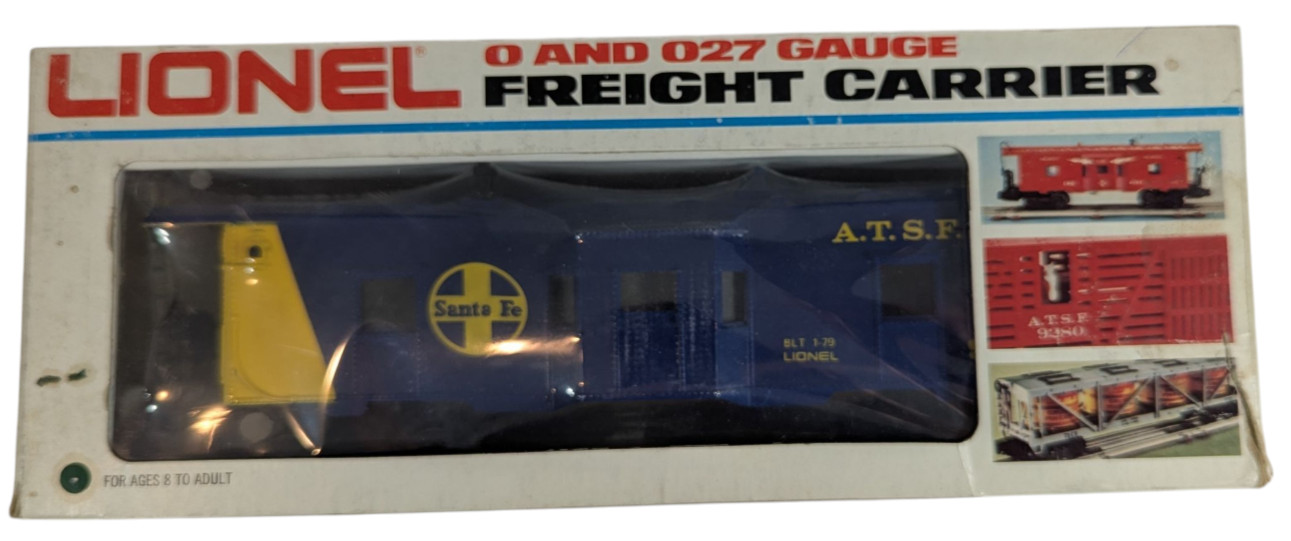 LIONEL®
O AND O27 GAUGE
FREIGHT CARRIER
A.T.S.F.
Santa Fe
BLT 1-79
LIONEL
A.T.S.F.
9380
FOR AGES 8 TO ADULT